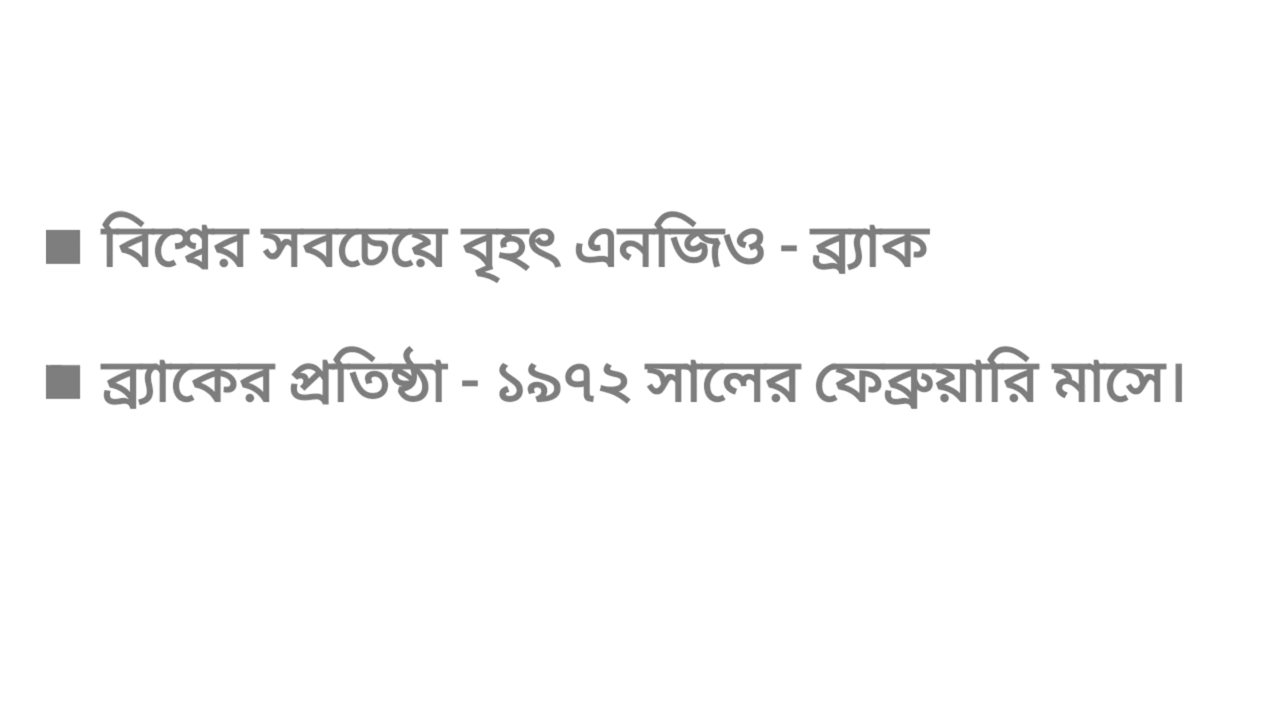 ■ বিশ্বের সবচেয়ে বৃহৎ এনজিও - ব্র্যাক
■ ব্র্যাকের প্রতিষ্ঠা - ১৯৭২ সালের ফেব্রুয়ারি মাসে।